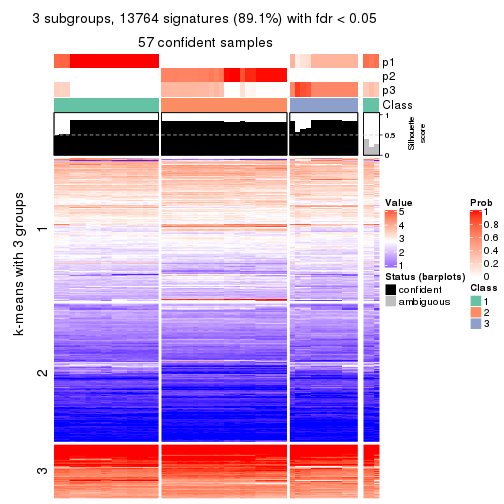 3 subgroups, 13764 signatures (89.1%) with fdr < 0.05
57 confident samples
p1
p2
p3
Class
1
0.5
0
Silhouette
score
k-means with 3 groups
1
2
3
Value
5
4
3
2
1
Status (barplots)
confident
ambiguous
Prob
1
0.8
0.6
0.4
0.2
0
Class
1
2
3